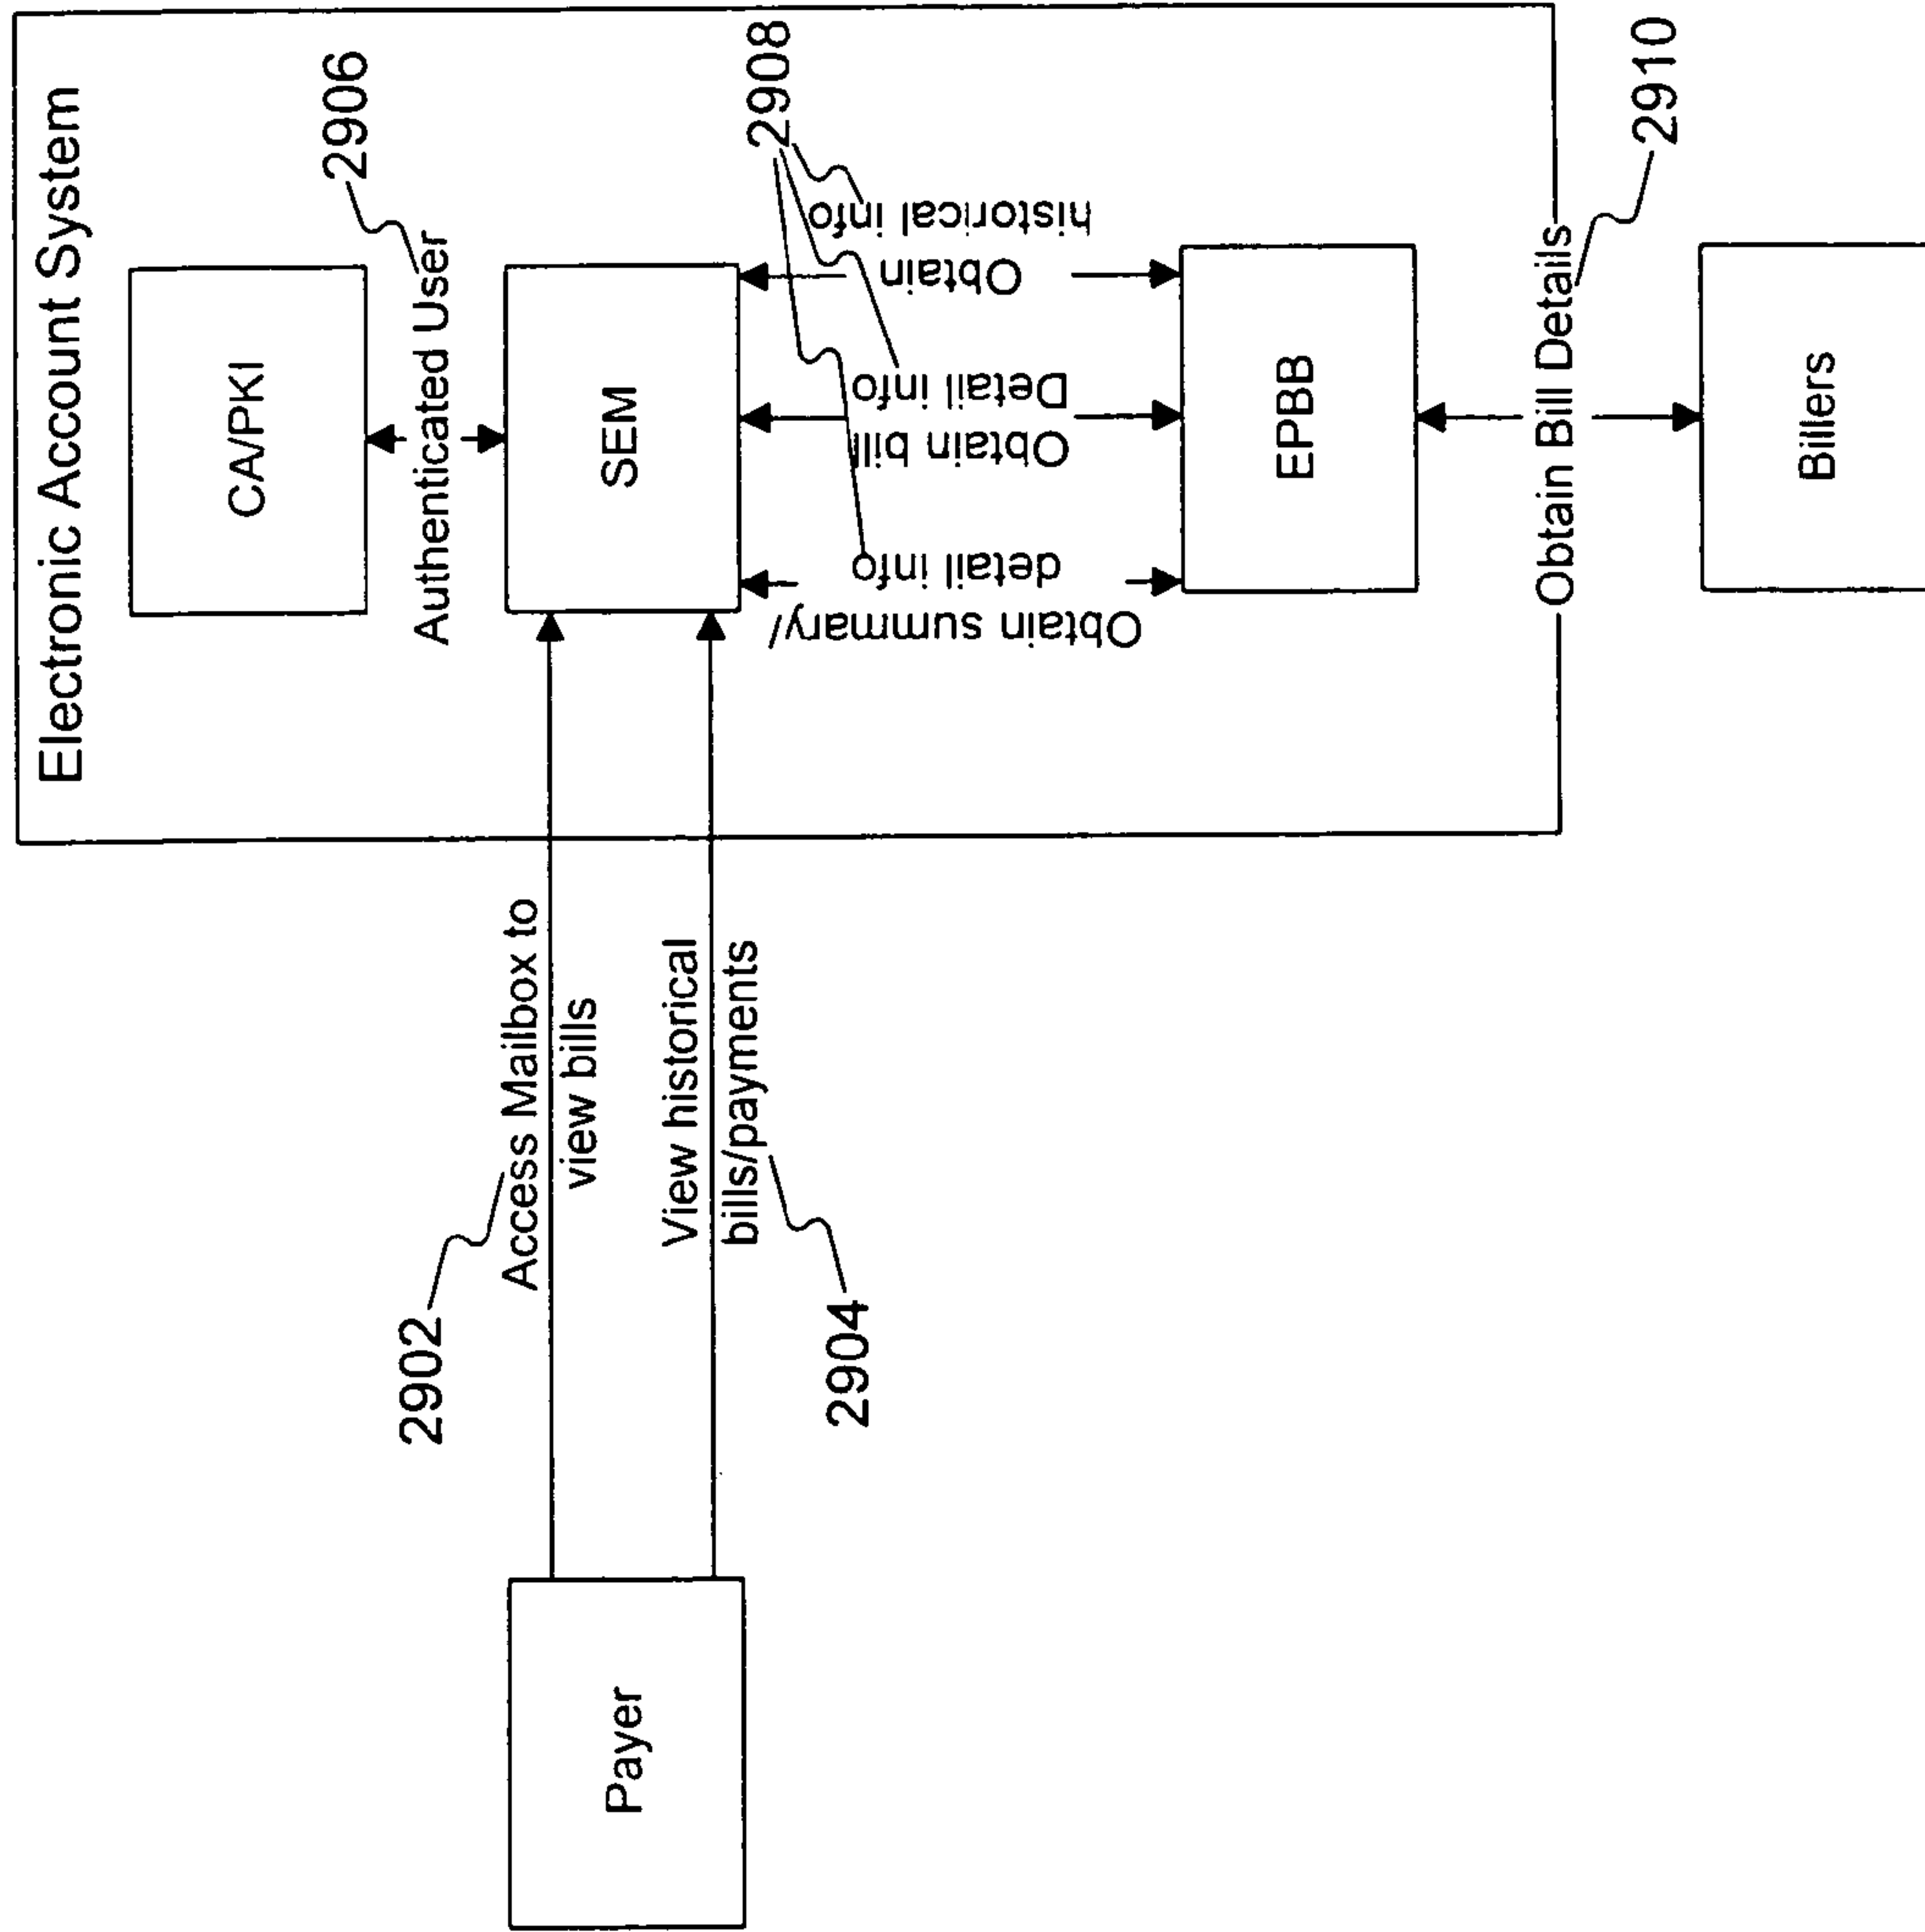 Electronic Account System
CA/PKI
2906
Authenticated User
2902
Access Mailbox to
view bills
SEM
Payer
View historical
bills/payments
2904
2908
Obtain summary/
detail info
Obtain bill
Detail info
Obtain
historical info
EPBB
Obtain Bill Details
2910
Billers